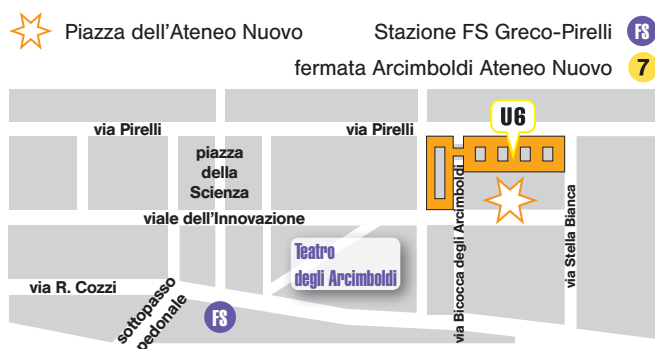 Piazza dell'Ateneo Nuovo
Stazione FS Greco-Pirelli FS
fermata Arcimboldi Ateneo Nuovo 7
U6
via Pirelli
via Pirelli
piazza
della
Scienza
viale dell'Innovazione
Teatro
degli Arcimboldi
via Bicocca degli Arcimboldi
via Stella Bianca
via R. Cozzi
sottopasso
pedonale
FS